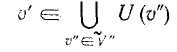 v′ ∈ ⋃_{v″∈Ṽ″} U (v″)